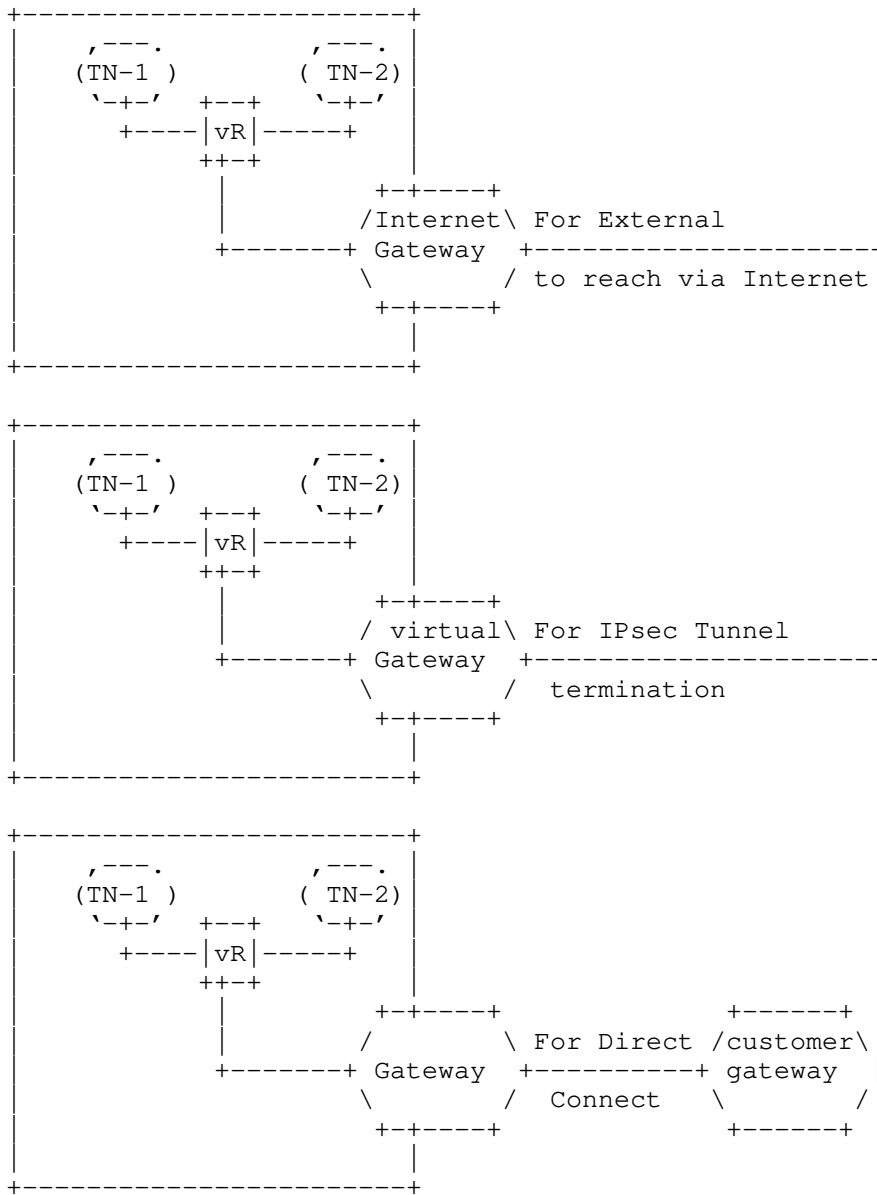 (TN-1 ) ( TN-2)
vR
/Internet\ For External
Gateway
to reach via Internet
(TN-1 ) ( TN-2)
vR
/ virtual\ For IPsec Tunnel
Gateway
termination
(TN-1 ) ( TN-2)
vR
For Direct /customer\
Gateway gateway
Connect